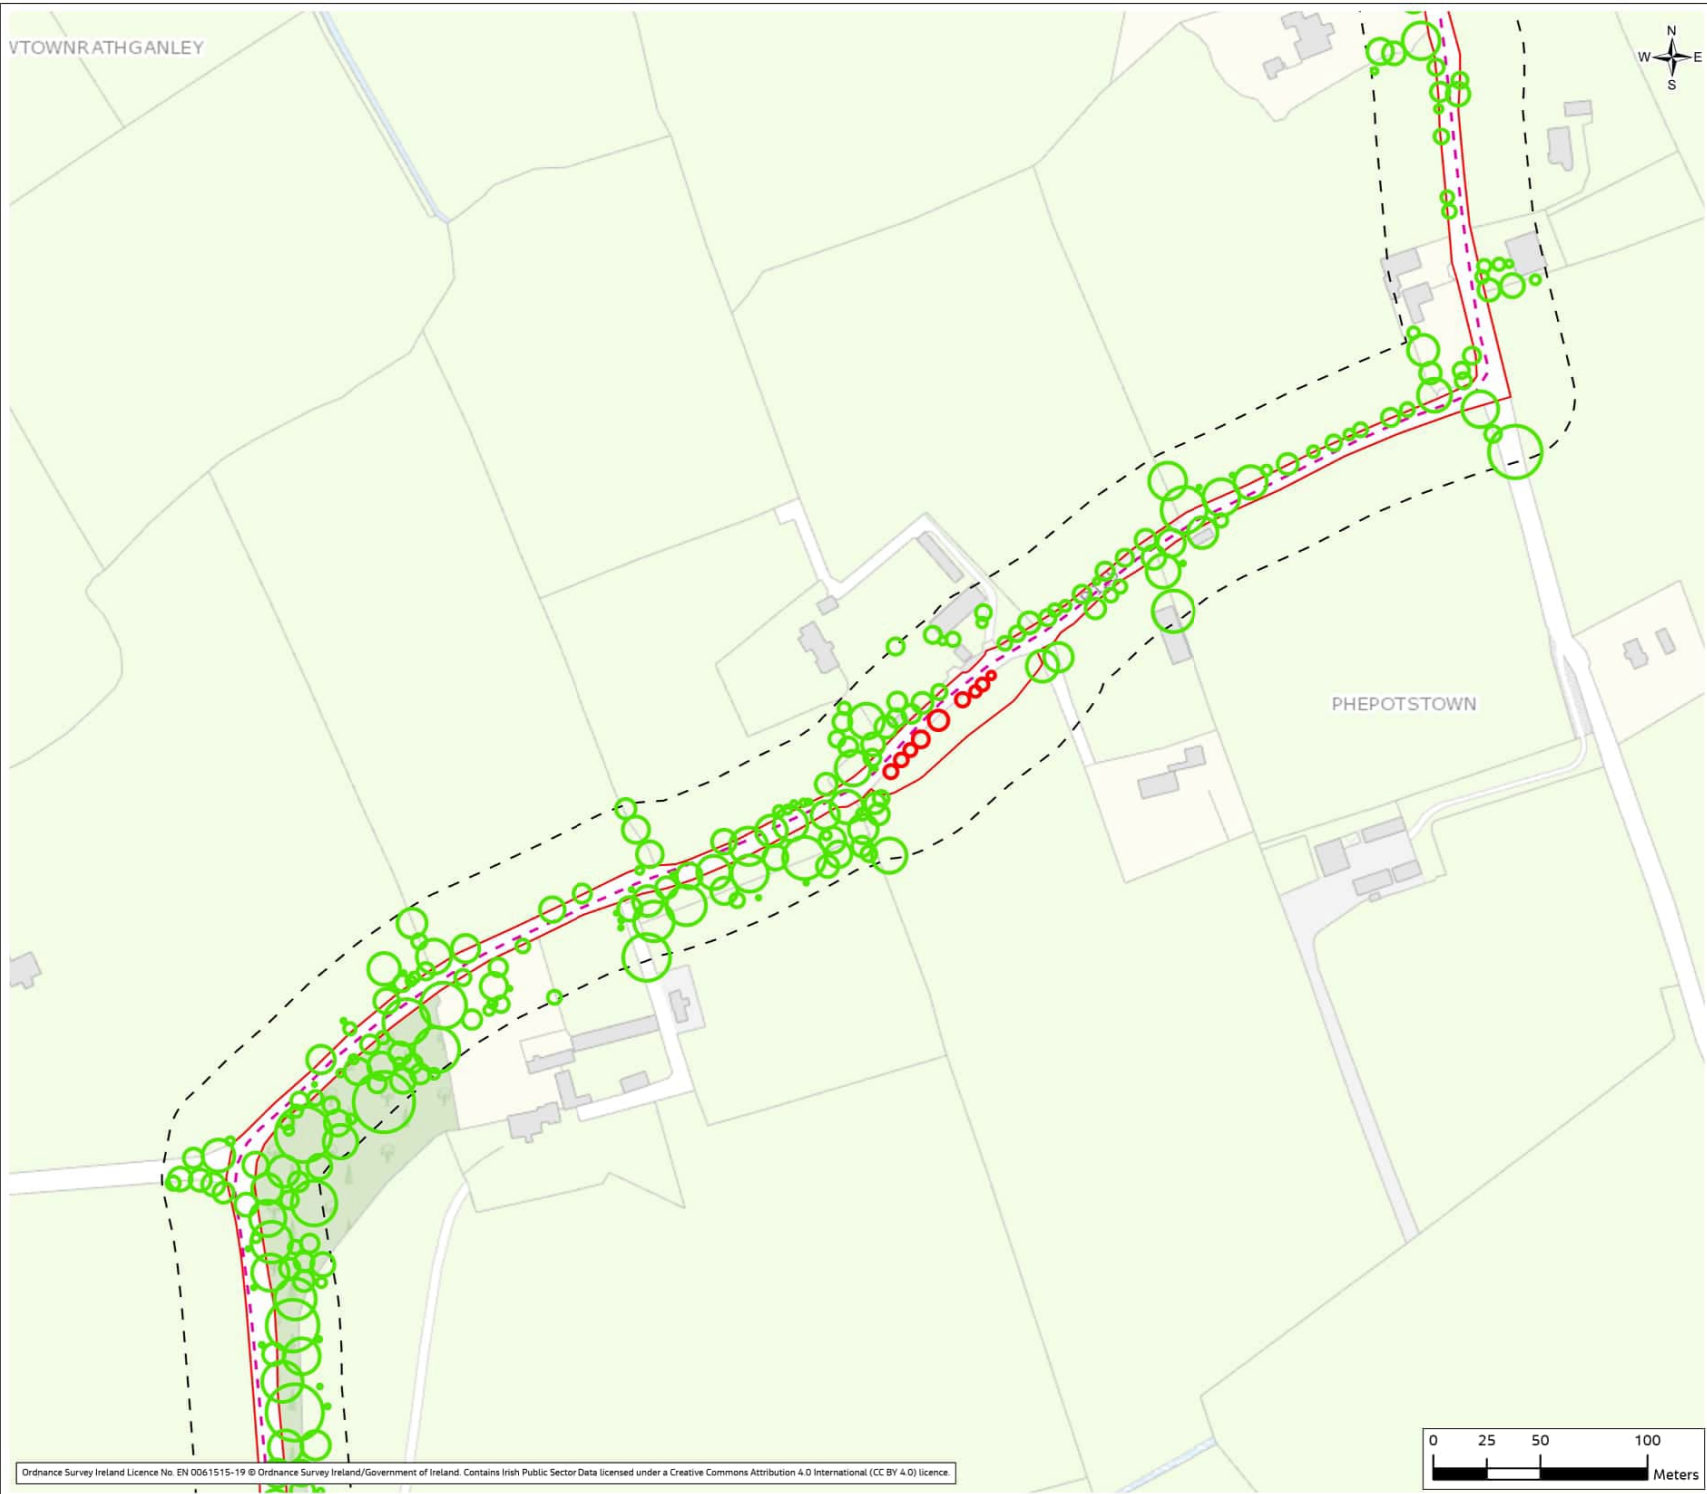 WTOWNRATHGANLEY
N
W E
S
PHEPOTSTOWN
0 25 50 100
Meters
Ordnance Survey Ireland Licence No. EN 0061515-19 © Ordnance Survey Ireland/Government of Ireland. Contains Irish Public Sector Data licensed under a Creative Commons Attribution 4.0 International (CC BY 4.0) licence.